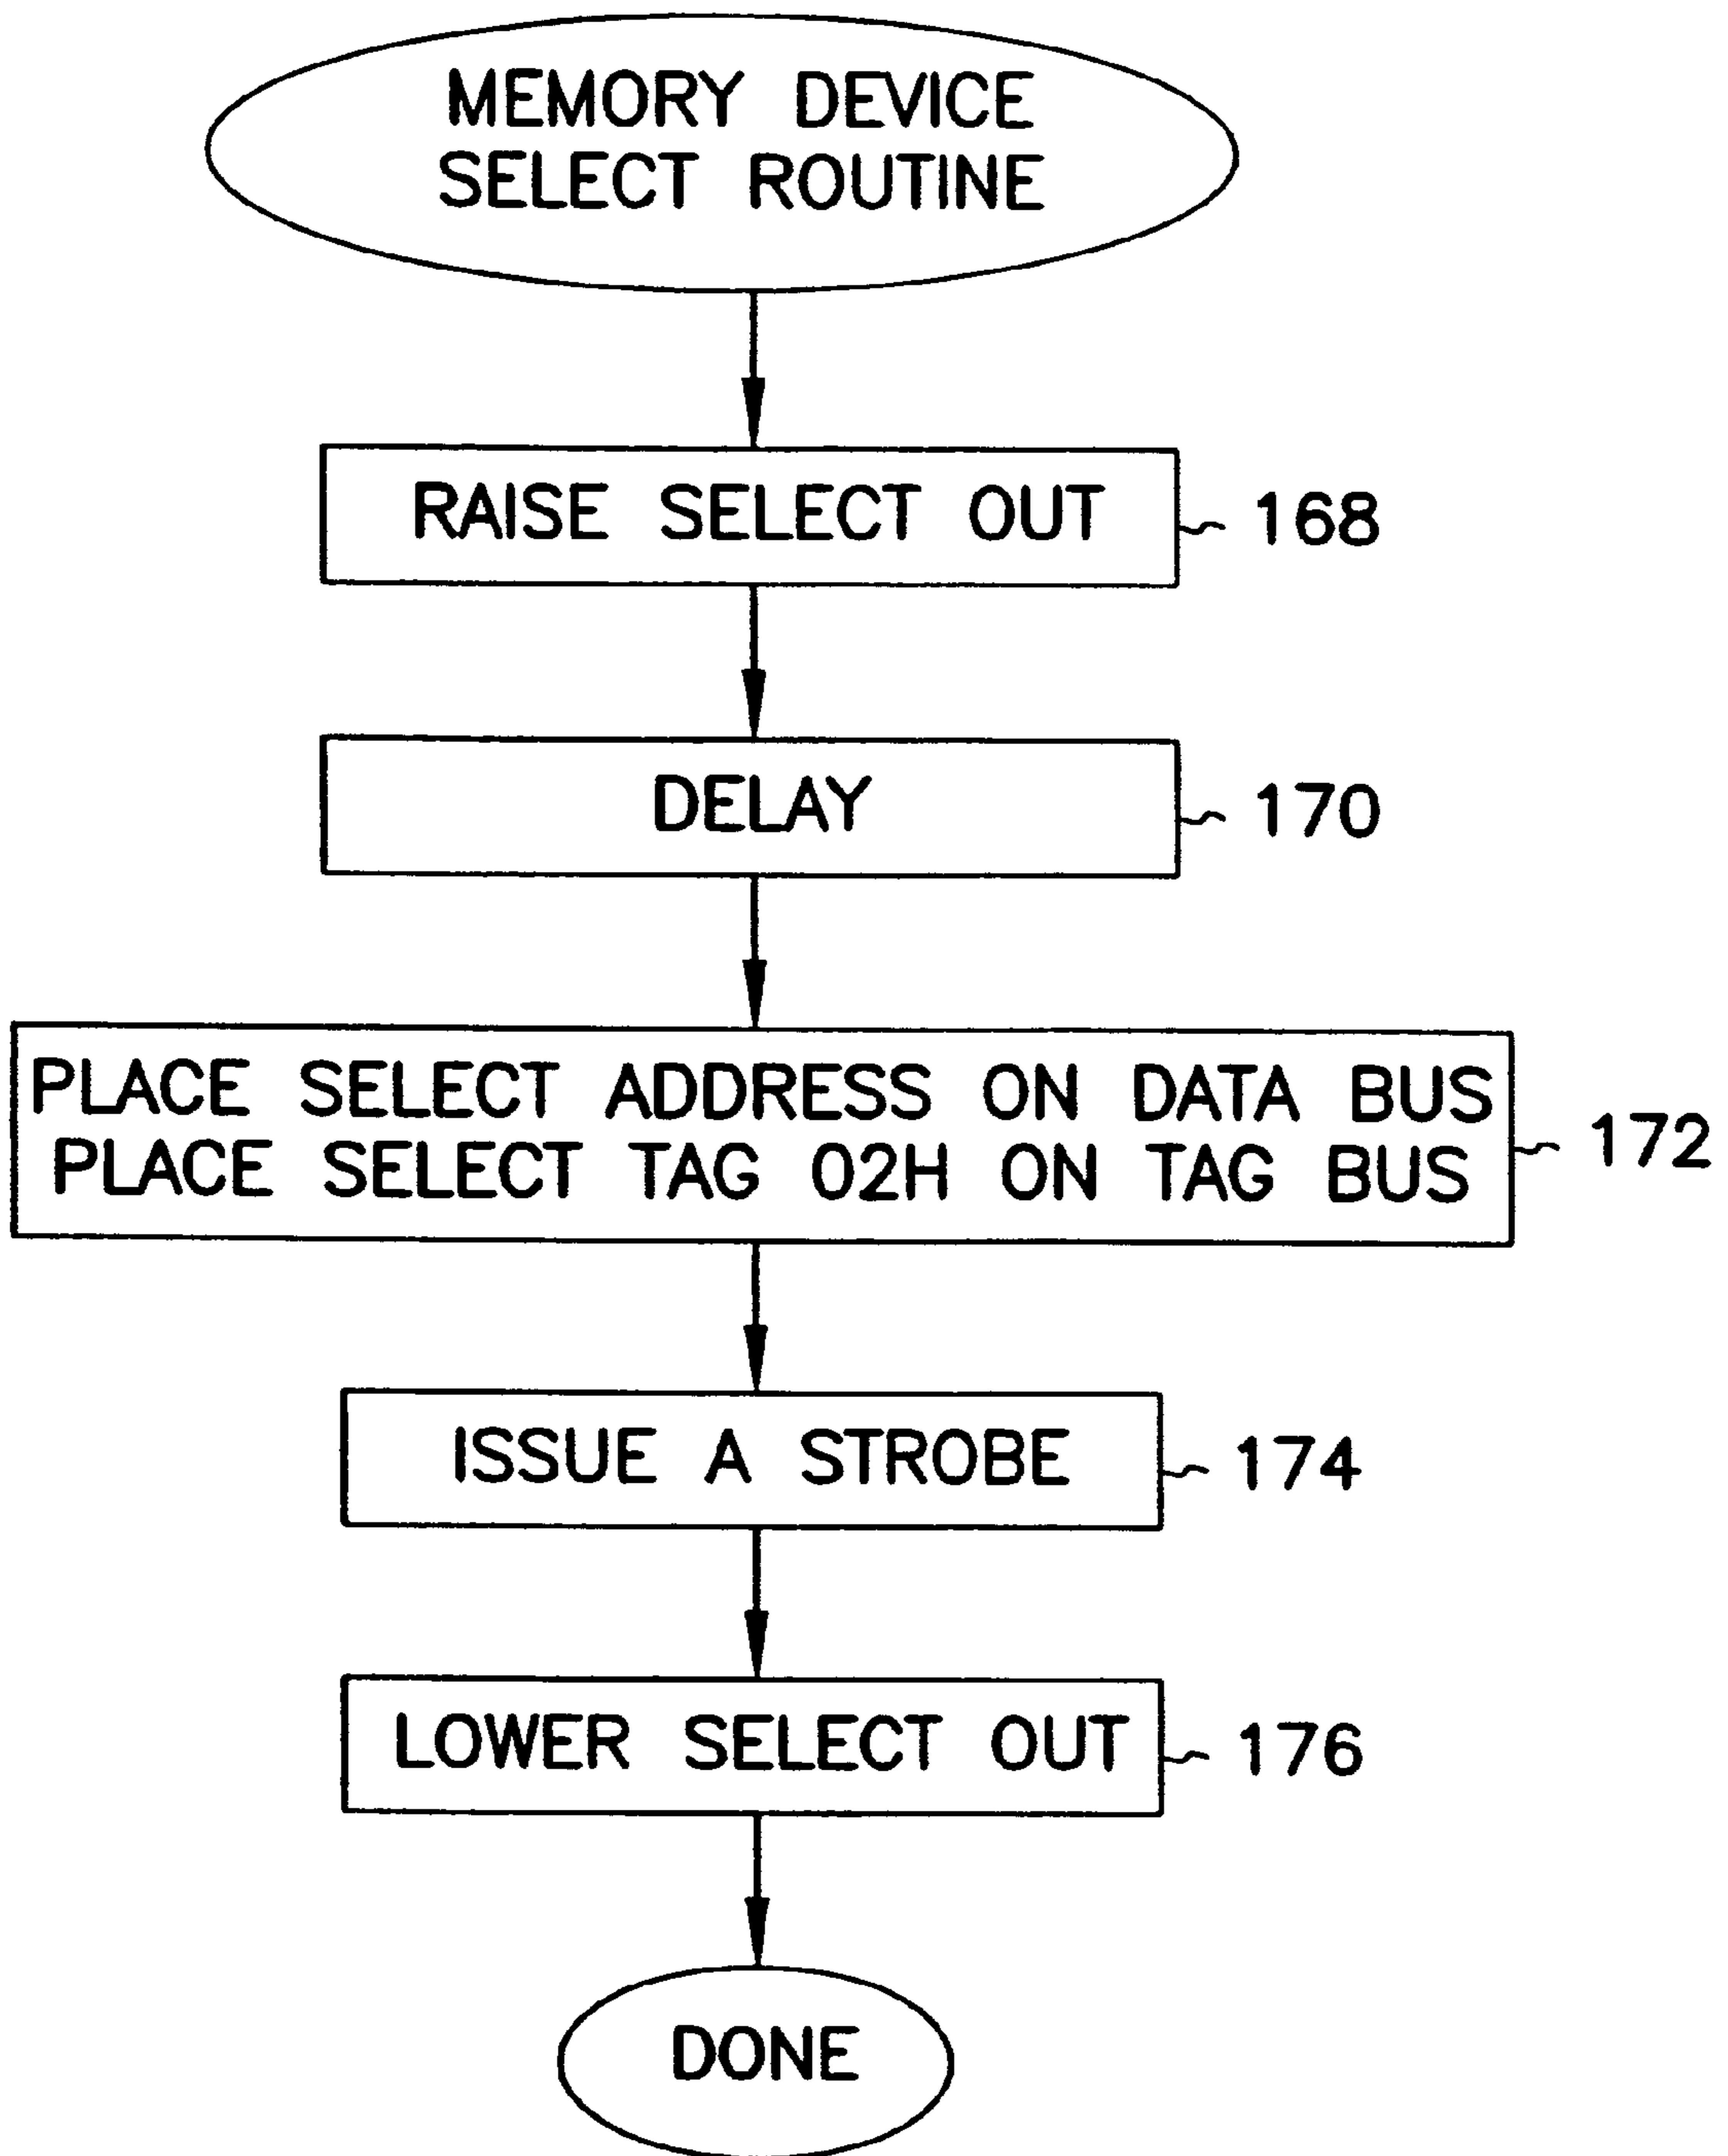 MEMORY DEVICE
SELECT ROUTINE
RAISE SELECT OUT 168
DELAY 170
PLACE SELECT ADDRESS ON DATA BUS
PLACE SELECT TAG 02H ON TAG BUS 172
ISSUE A STROBE 174
LOWER SELECT OUT 176
DONE